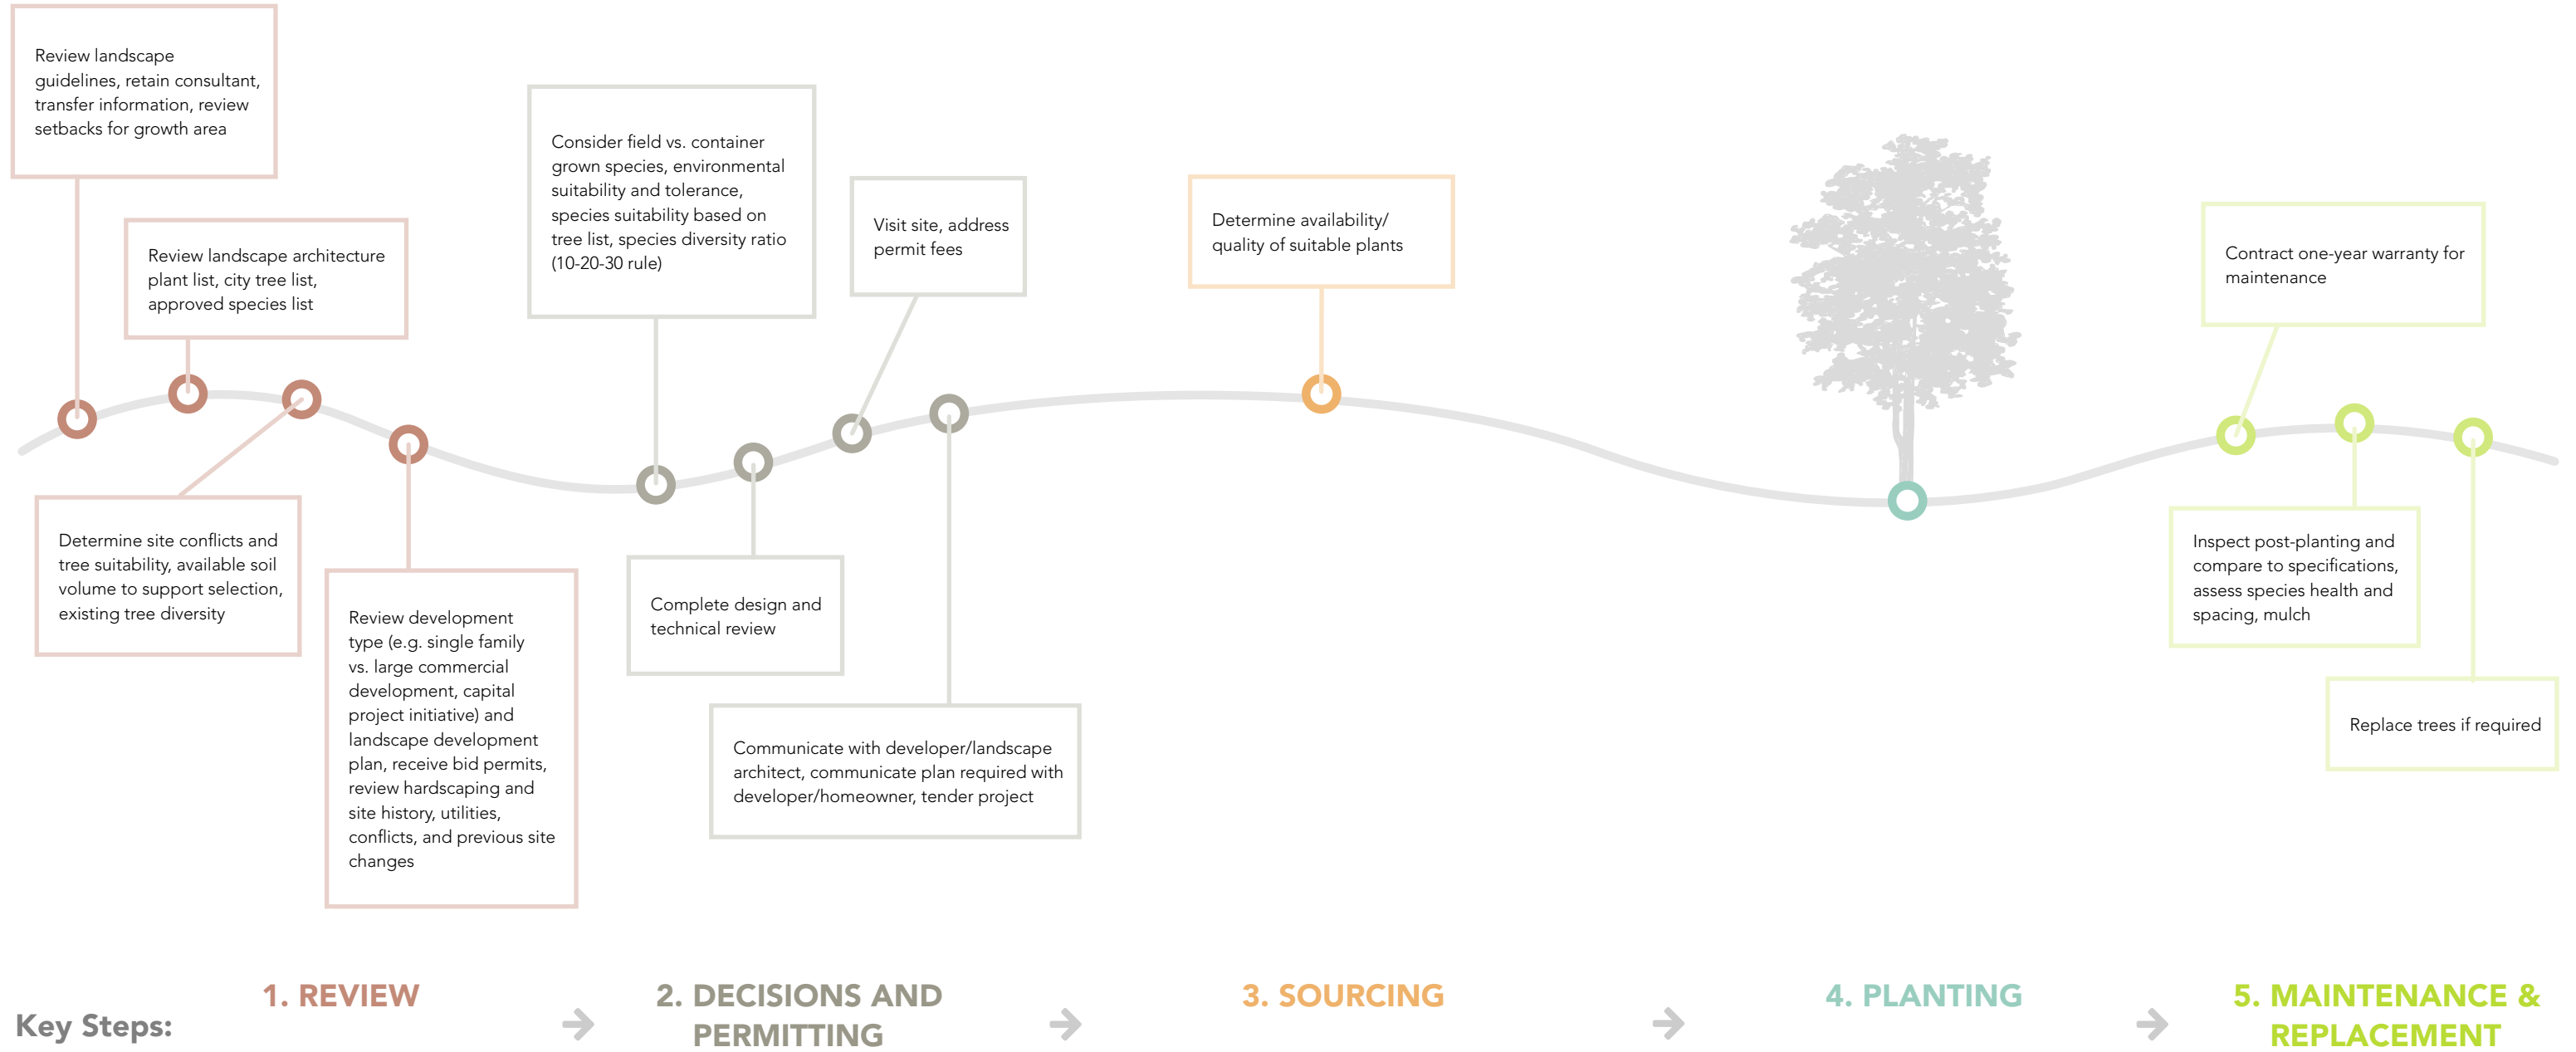 Review landscape
guidelines, retain consultant,
transfer information, review
setbacks for growth area
Review landscape architecture
plant list, city tree list,
approved species list
Determine site conflicts and
tree suitability, available soil
volume to support selection,
existing tree diversity
Review development
type (e.g. single family
vs. large commercial
development, capital
project initiative) and
landscape development
plan, receive bid permits,
review hardscaping and
site history, utilities,
conflicts, and previous site
changes
Consider field vs. container
grown species, environmental
suitability and tolerance,
species suitability based on
tree list, species diversity ratio
(10-20-30 rule)
Complete design and
technical review
Visit site, address
permit fees
Communicate with developer/landscape
architect, communicate plan required with
developer/homeowner, tender project
Determine availability/
quality of suitable plants
Contract one-year warranty for
maintenance
Inspect post-planting and
compare to specifications,
assess species health and
spacing, mulch
Replace trees if required
Key Steps:
1. REVIEW
2. DECISIONS AND
PERMITTING
3. SOURCING
4. PLANTING
5. MAINTENANCE &
REPLACEMENT